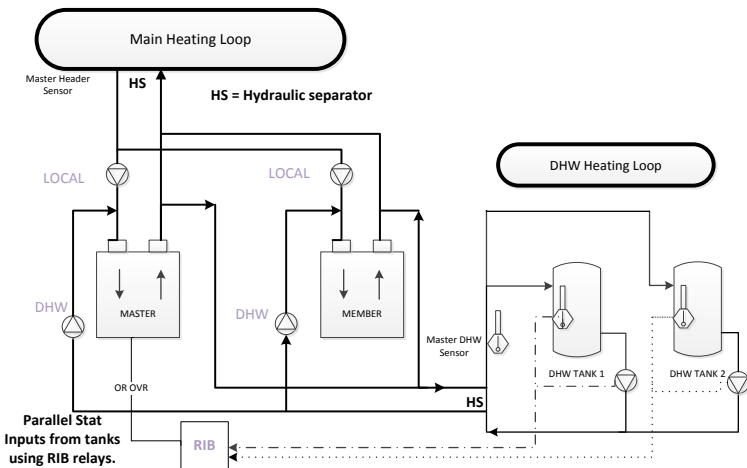 Main Heating Loop
Master Header
Sensor
HS
HS = Hydraulic separator
LOCAL
LOCAL
DHW Heating Loop
MASTER
MEMBER
DHW
DHW
Master DHW
Sensor
DHW TANK 1
DHW TANK 2
OR OVR
HS
Parallel Stat
Inputs from tanks
using RIB relays.
RIB